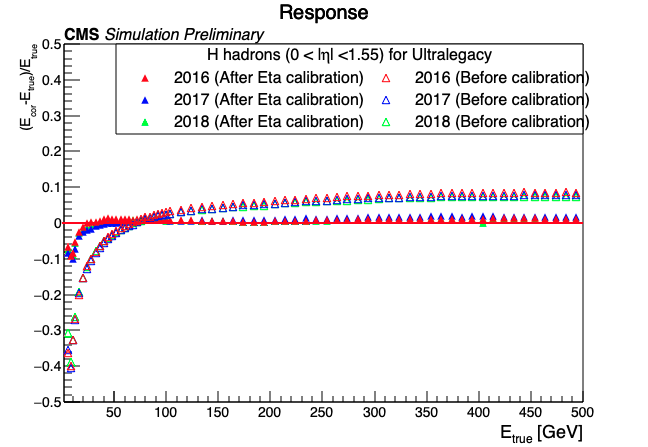 Response
CMS Simulation Preliminary
(E_cor-E_true)/E_true
H hadrons (0 < |η| <1.55) for Ultralegacy
2016 (After Eta calibration) 2016 (Before calibration)
2017 (After Eta calibration) 2017 (Before calibration)
2018 (After Eta calibration) 2018 (Before calibration)
0.5
0.4
0.3
0.2
0.1
0
−0.1
−0.2
−0.3
−0.4
−0.5
50 100 150 200 250 300 350 400 450 500
E_true [GeV]